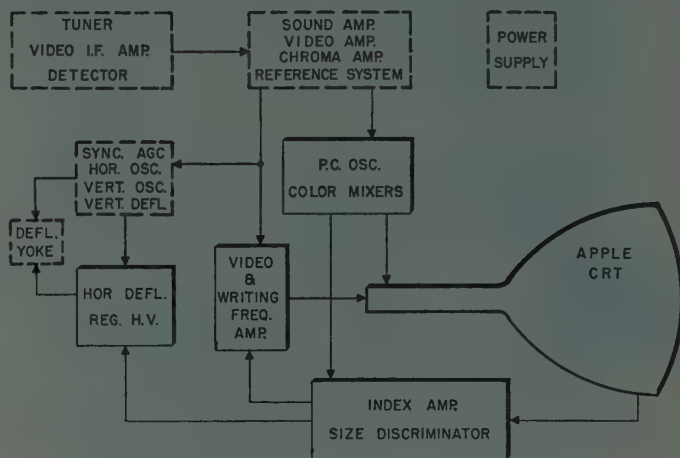 TUNER
VIDEO I.F. AMP.
DETECTOR
SOUND AMP.
VIDEO AMP.
CHROMA AMP.
REFERENCE SYSTEM
POWER
SUPPLY
SYNC. AGC
HOR. OSC.
VERT. OSC.
VERT. DEFL.
P.C. OSC.
COLOR MIXERS
DEFL.
YOKE
HOR DEFL.
REG. H.V.
VIDEO
&
WRITING
FREQ.
AMP.
APPLE
CRT
INDEX AMP.
SIZE DISCRIMINATOR